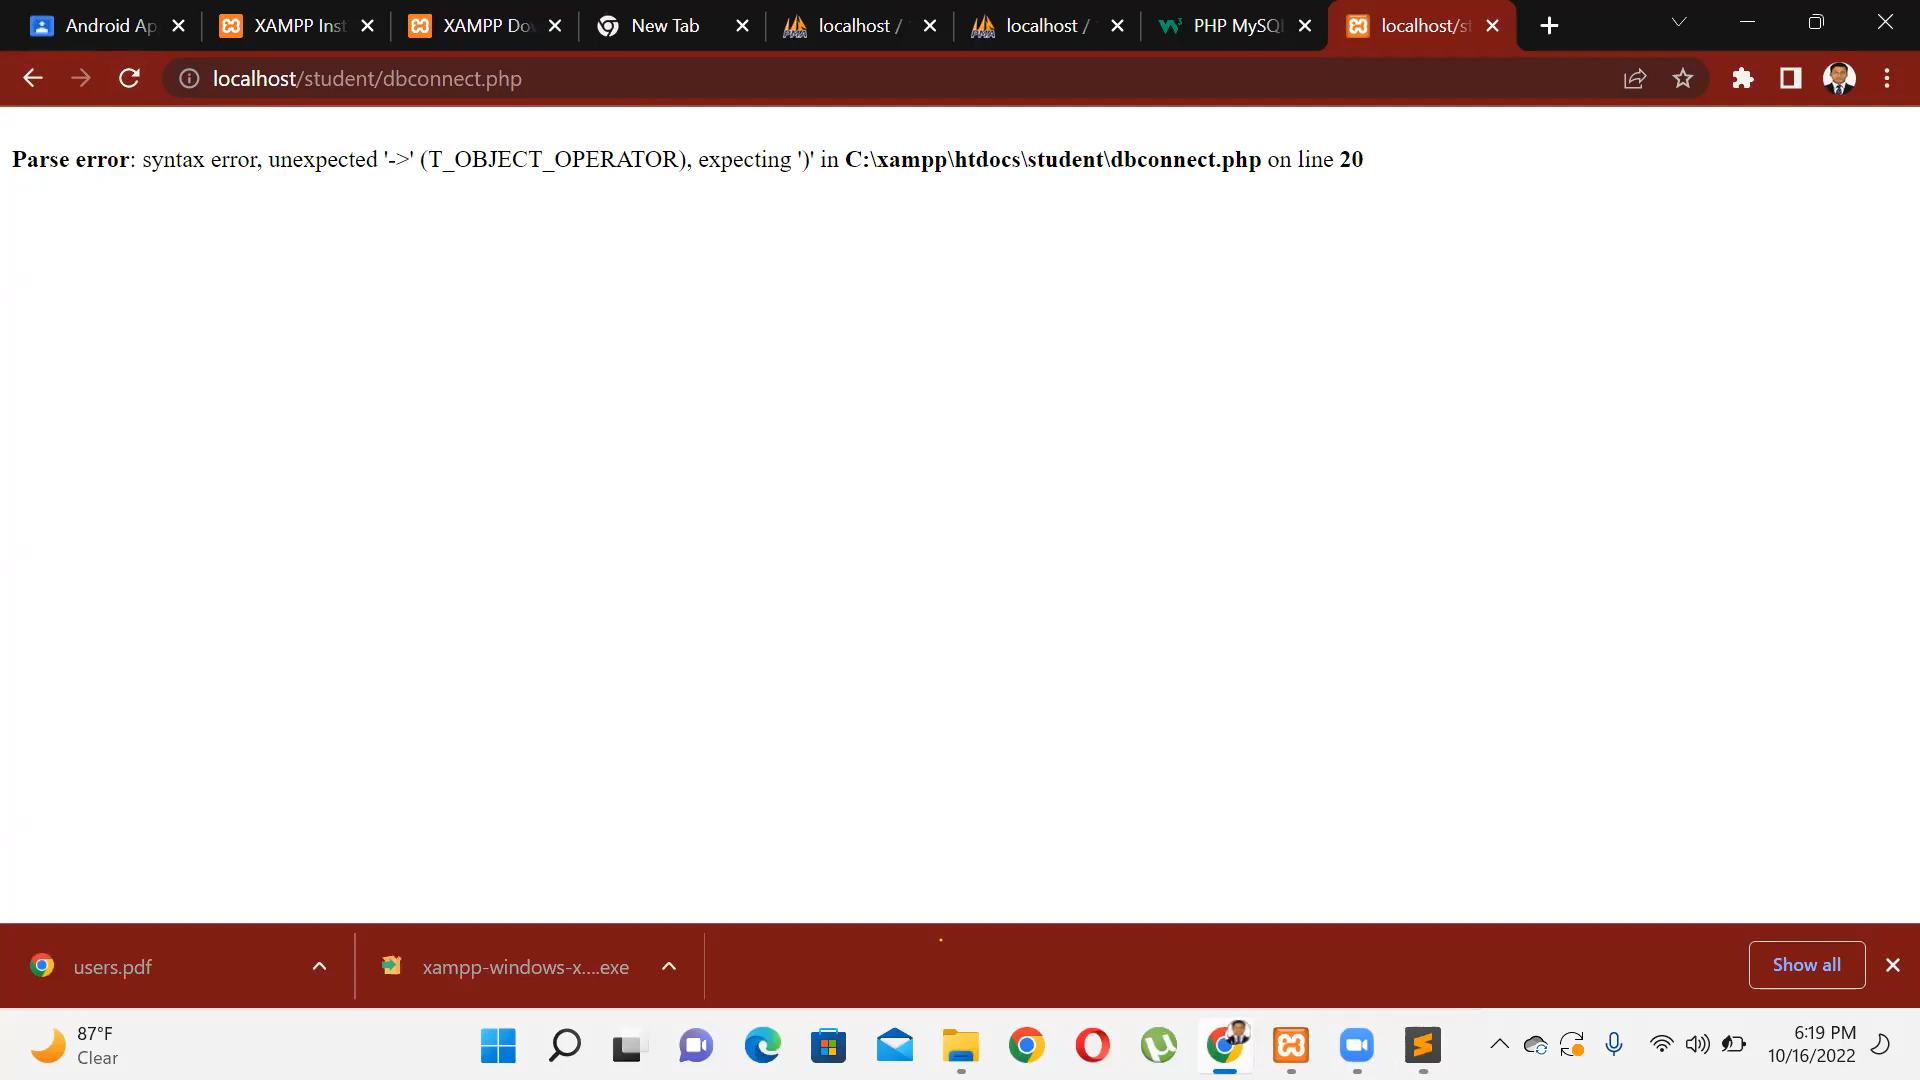 Android Ap
XAMPP Inst
XAMPP Do
New Tab
localhost /
localhost /
PHP MySQL
localhost/st
localhost/student/dbconnect.php
Parse error: syntax error, unexpected '->' (T_OBJECT_OPERATOR), expecting ')' in C:\xampp\htdocs\student\dbconnect.php on line 20
users.pdf
xampp-windows-x....exe
Show all
87°F
Clear
6:19 PM
10/16/2022